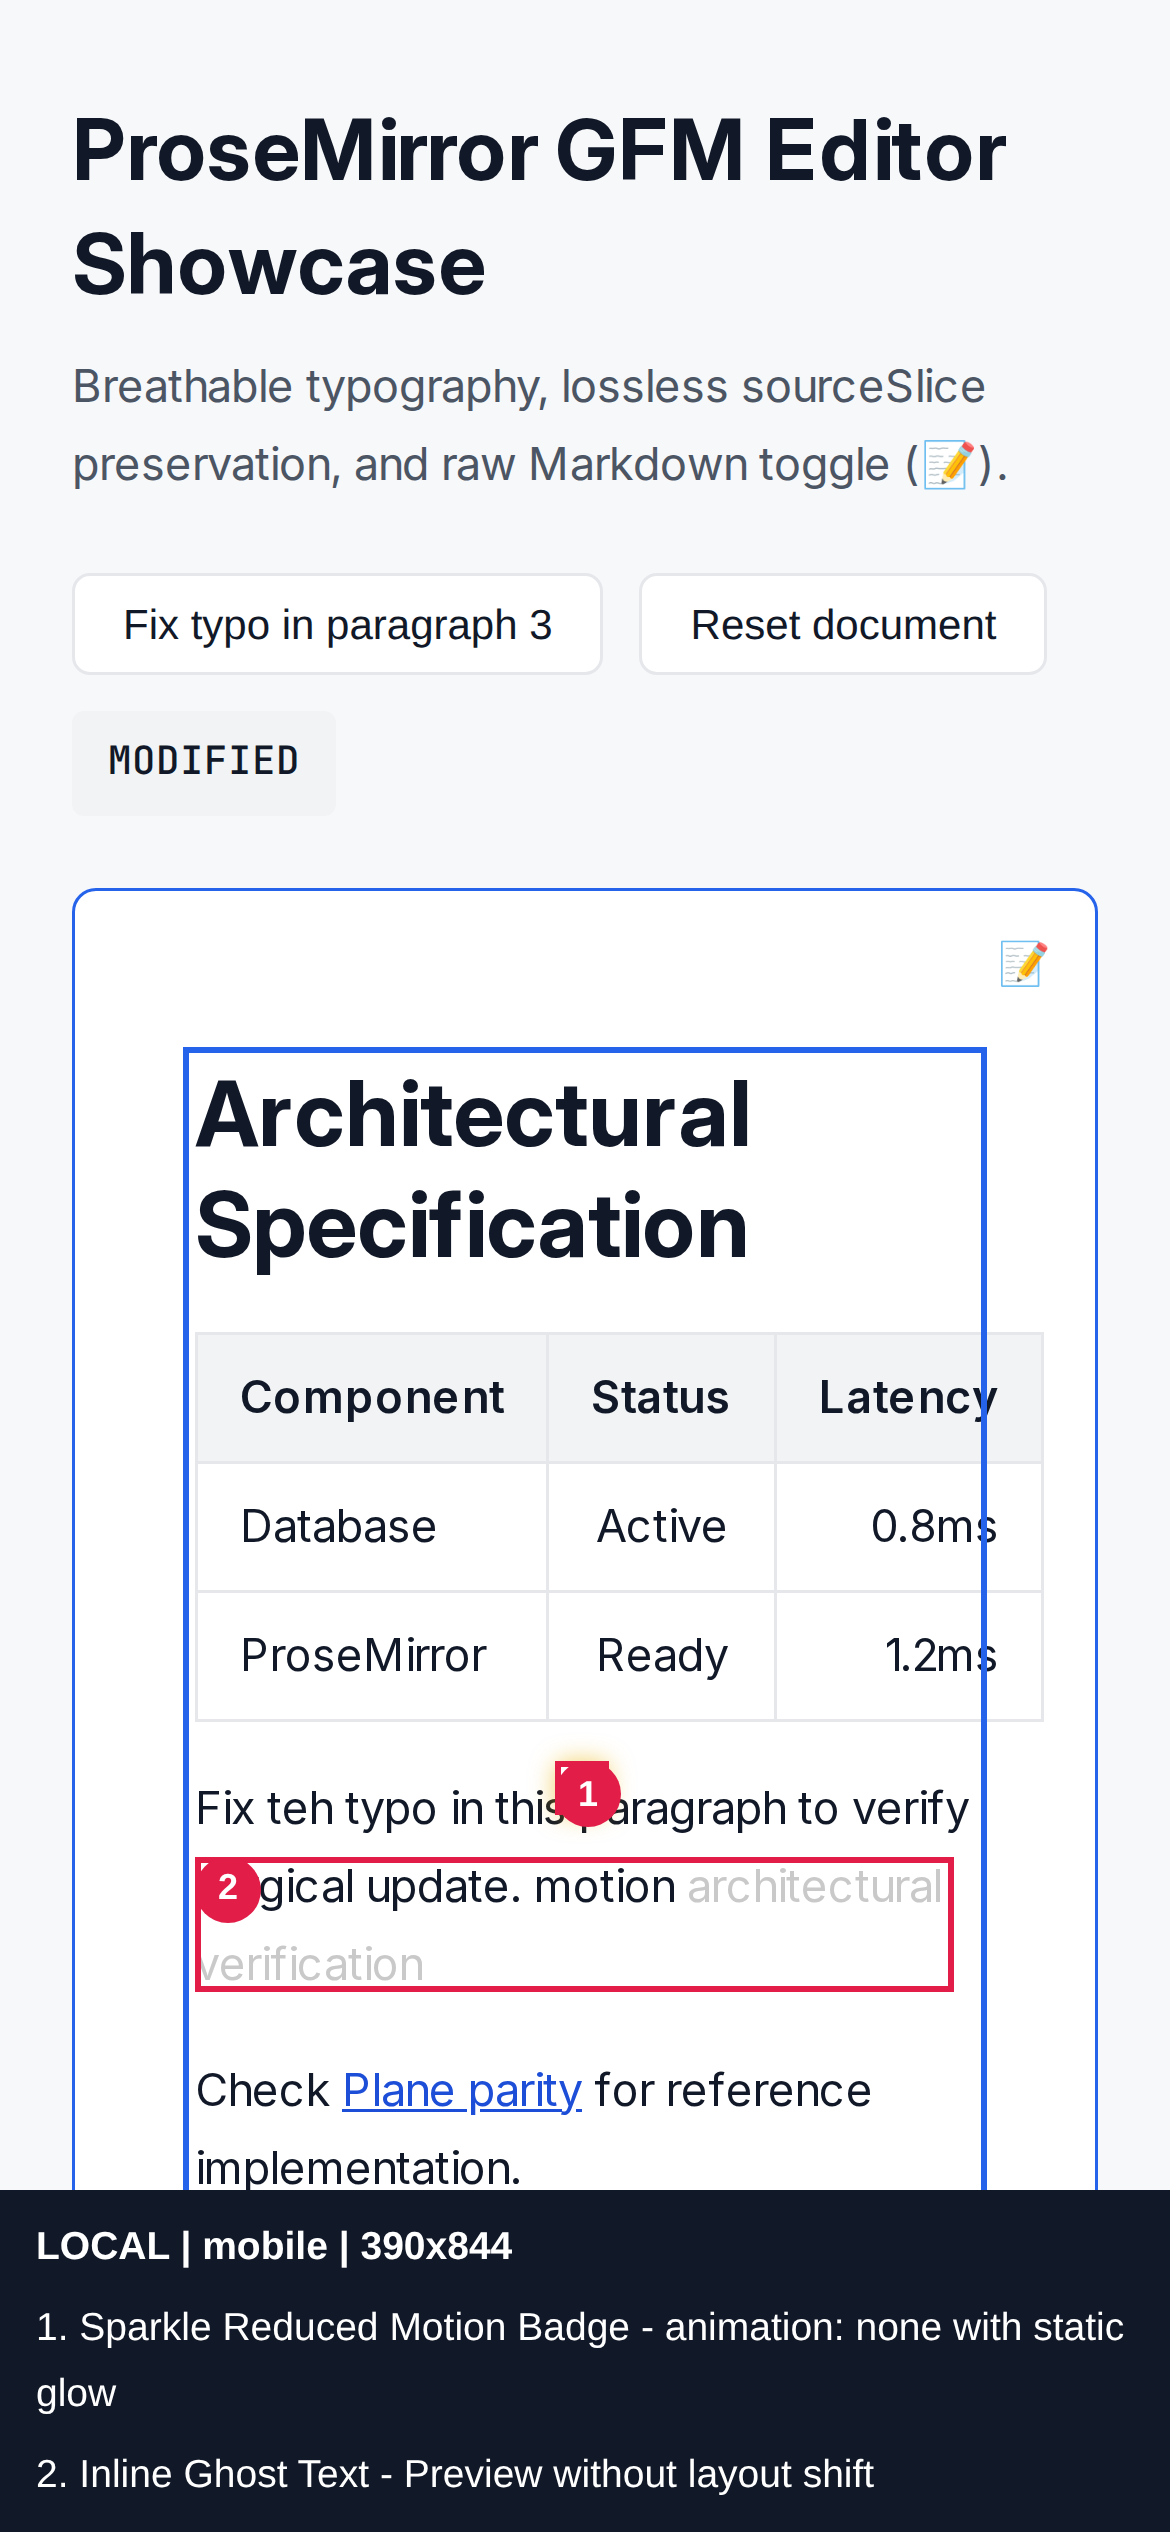 ProseMirror GFM Editor
Showcase
Breathable typography, lossless sourceSlice
preservation, and raw Markdown toggle (📝).
Fix typo in paragraph 3
Reset document
MODIFIED
📝
Architectural
Specification
Component Status Latency
Database Active 0.8ms
ProseMirror Ready 1.2ms
1
Fix teh typo in this paragraph to verify
2
gical update. motion architectural
verification
Check Plane parity for reference
implementation.
LOCAL | mobile | 390x844
1. Sparkle Reduced Motion Badge - animation: none with static
glow
2. Inline Ghost Text - Preview without layout shift